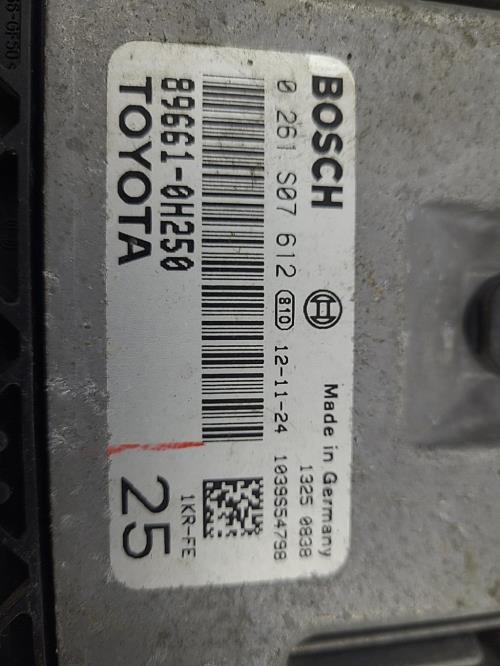 BOSCH
Made in Germany
1325 0838
0 261 S07 612 810 12-11-24 1039S54798
89661-0H250
TOYOTA
1KR-FE
25